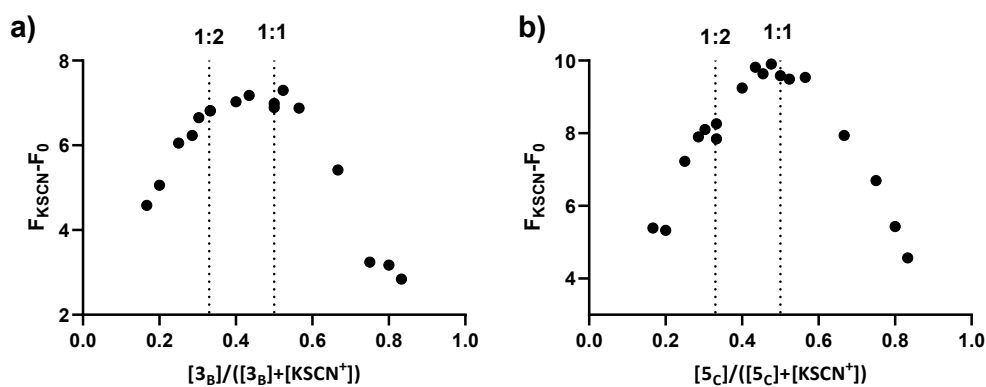 a)
1:2
1:1
8
6
4
2
F_KSCN-F_0
0.0 0.2 0.4 0.6 0.8 1.0
[3_B]/([3_B]+[KSCN⁺])
b)
1:2
1:1
10
8
6
4
F_KSCN-F_0
0.0 0.2 0.4 0.6 0.8 1.0
[5_C]/([5_C]+[KSCN⁺])